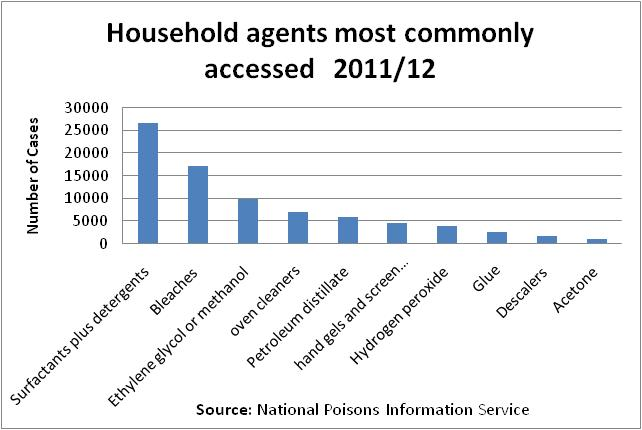 Household agents most commonly
accessed 2011/12
Number of Cases
30000
25000
20000
15000
10000
5000
0
Surfactants plus detergents
Bleaches
Ethylene glycol or methanol
oven cleaners
Petroleum distillate
hand gels and screen...
Hydrogen peroxide
Glue
Descalers
Acetone
Source: National Poisons Information Service